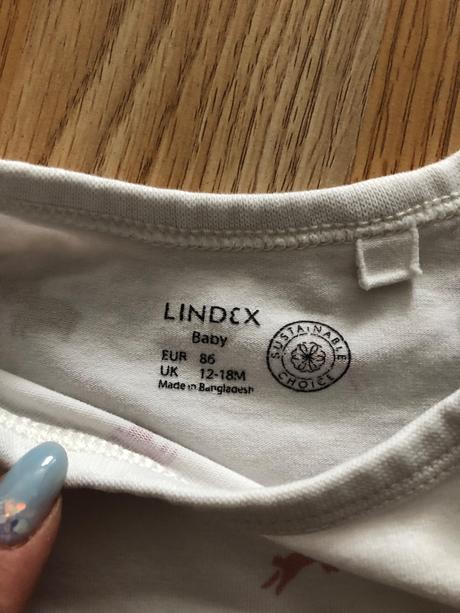 LINDEX
Baby
EUR 86
UK 12-18M
Made in Bangladesh
SUSTAINABLE
CHOICE